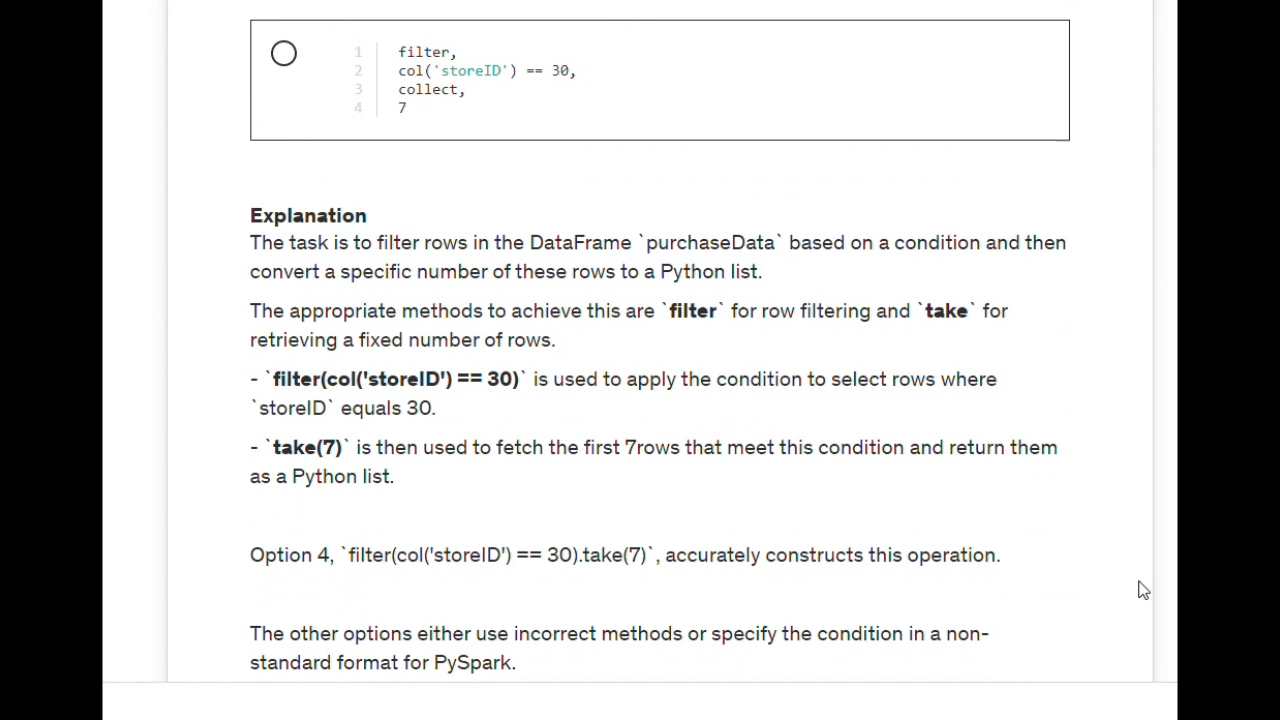 1 filter,
2 col('storeID') == 30,
3 collect,
4 7
Explanation
The task is to filter rows in the DataFrame `purchaseData` based on a condition and then
convert a specific number of these rows to a Python list.
The appropriate methods to achieve this are `filter` for row filtering and `take` for
retrieving a fixed number of rows.
- `filter(col('storeID') == 30)` is used to apply the condition to select rows where
`storeID` equals 30.
- `take(7)` is then used to fetch the first 7rows that meet this condition and return them
as a Python list.
Option 4, `filter(col('storeID') == 30).take(7)`, accurately constructs this operation.
The other options either use incorrect methods or specify the condition in a non-
standard format for PySpark.